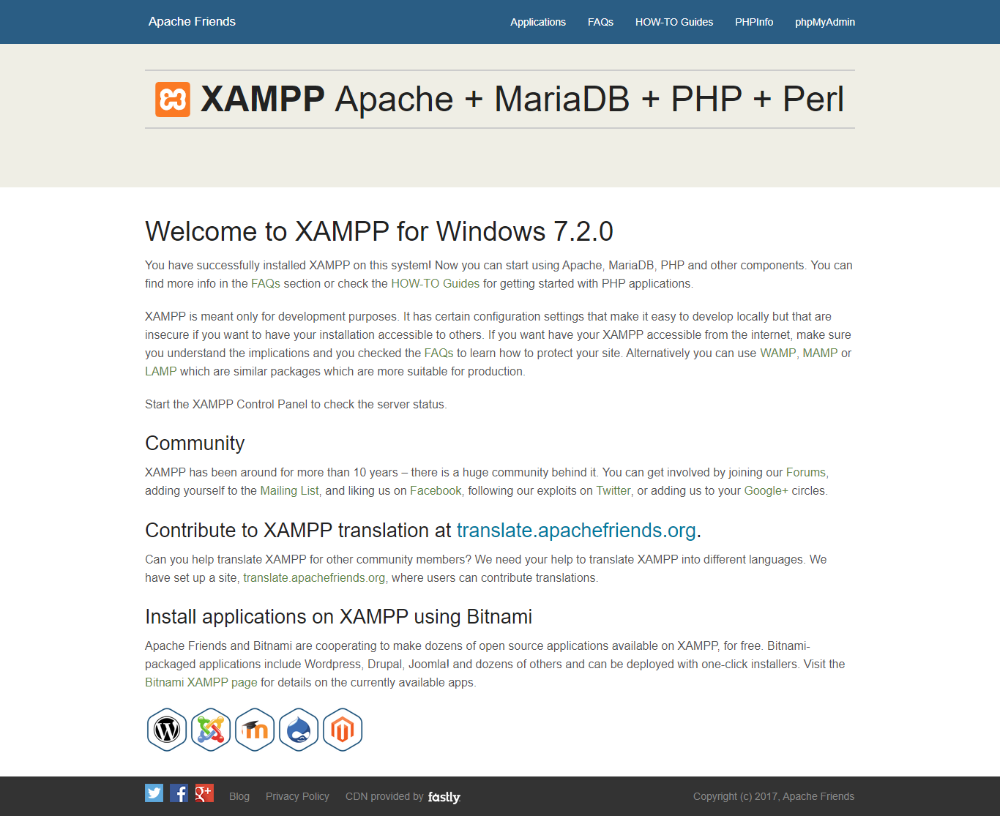 Apache Friends
Applications FAQs HOW-TO Guides PHPInfo phpMyAdmin
XAMPP Apache + MariaDB + PHP + Perl
Welcome to XAMPP for Windows 7.2.0
You have successfully installed XAMPP on this system! Now you can start using Apache, MariaDB, PHP and other components. You can
find more info in the FAQs section or check the HOW-TO Guides for getting started with PHP applications.
XAMPP is meant only for development purposes. It has certain configuration settings that make it easy to develop locally but that are
insecure if you want to have your installation accessible to others. If you want have your XAMPP accessible from the internet, make sure
you understand the implications and you checked the FAQs to learn how to protect your site. Alternatively you can use WAMP, MAMP or
LAMP which are similar packages which are more suitable for production.
Start the XAMPP Control Panel to check the server status.
Community
XAMPP has been around for more than 10 years – there is a huge community behind it. You can get involved by joining our Forums,
adding yourself to the Mailing List, and liking us on Facebook, following our exploits on Twitter, or adding us to your Google+ circles.
Contribute to XAMPP translation at translate.apachefriends.org.
Can you help translate XAMPP for other community members? We need your help to translate XAMPP into different languages. We
have set up a site, translate.apachefriends.org, where users can contribute translations.
Install applications on XAMPP using Bitnami
Apache Friends and Bitnami are cooperating to make dozens of open source applications available on XAMPP, for free. Bitnami-
packaged applications include Wordpress, Drupal, Joomla! and dozens of others and can be deployed with one-click installers. Visit the
Bitnami XAMPP page for details on the currently available apps.
Blog Privacy Policy CDN provided by fastly
Copyright (c) 2017, Apache Friends